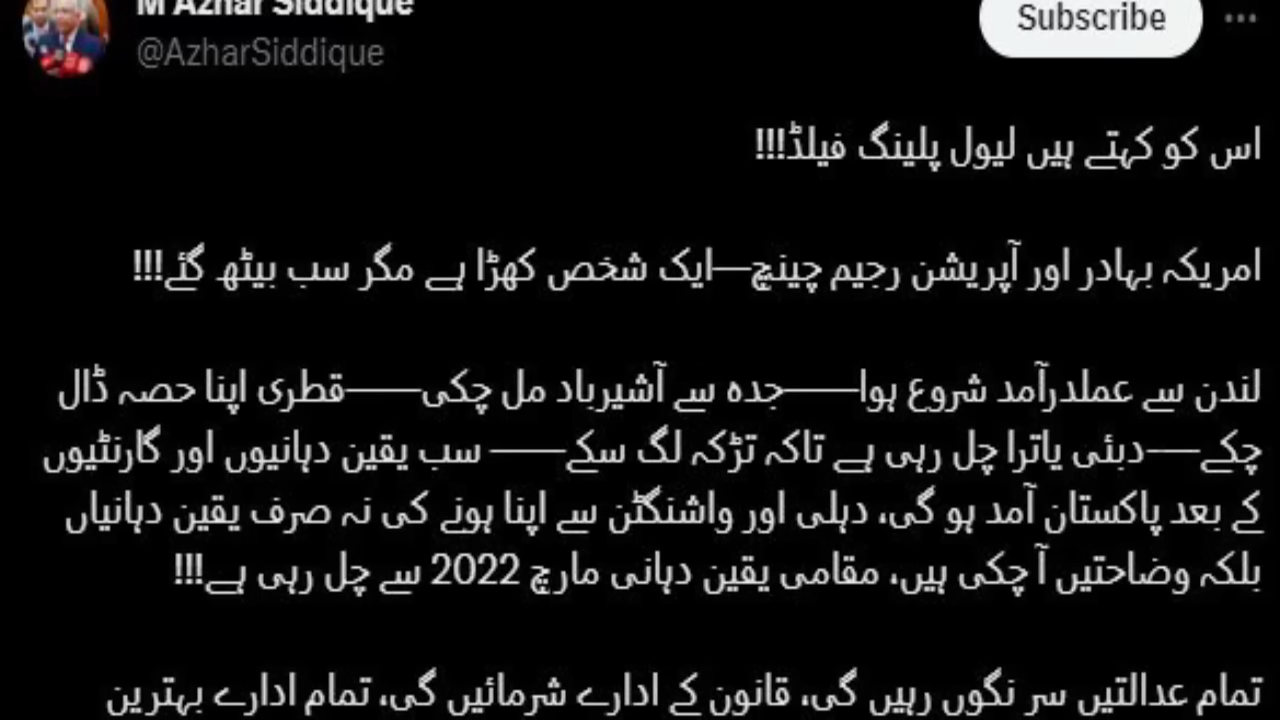 M Azhar Siddique
@AzharSiddique
Subscribe
اس کو کہتے ہیں لیول پلینگ فیلڈ!!!
امریکہ بہادر اور آپریشن رجیم چینچ—ایک شخص کھڑا ہے مگر سب بیٹھ گئے!!!
لندن سے عملدرآمد شروع ہوا——جدہ سے آشیرباد مل چکی——قطری اپنا حصہ ڈال
چکے—دبئی یاترا چل رہی ہے تاکہ تڑکہ لگ سکے—— سب یقین دہانیوں اور گارنٹیوں
کے بعد پاکستان آمد ہو گی، دہلی اور واشنگٹن سے اپنا ہونے کی نہ صرف یقین دہانیاں
بلکہ وضاحتیں آ چکی ہیں، مقامی یقین دہانی مارچ 2022 سے چل رہی ہے!!!
تمام عدالتیں سر نگوں رہیں گی، قانون کے ادارے شرمائیں گی، تمام ادارے بہترین